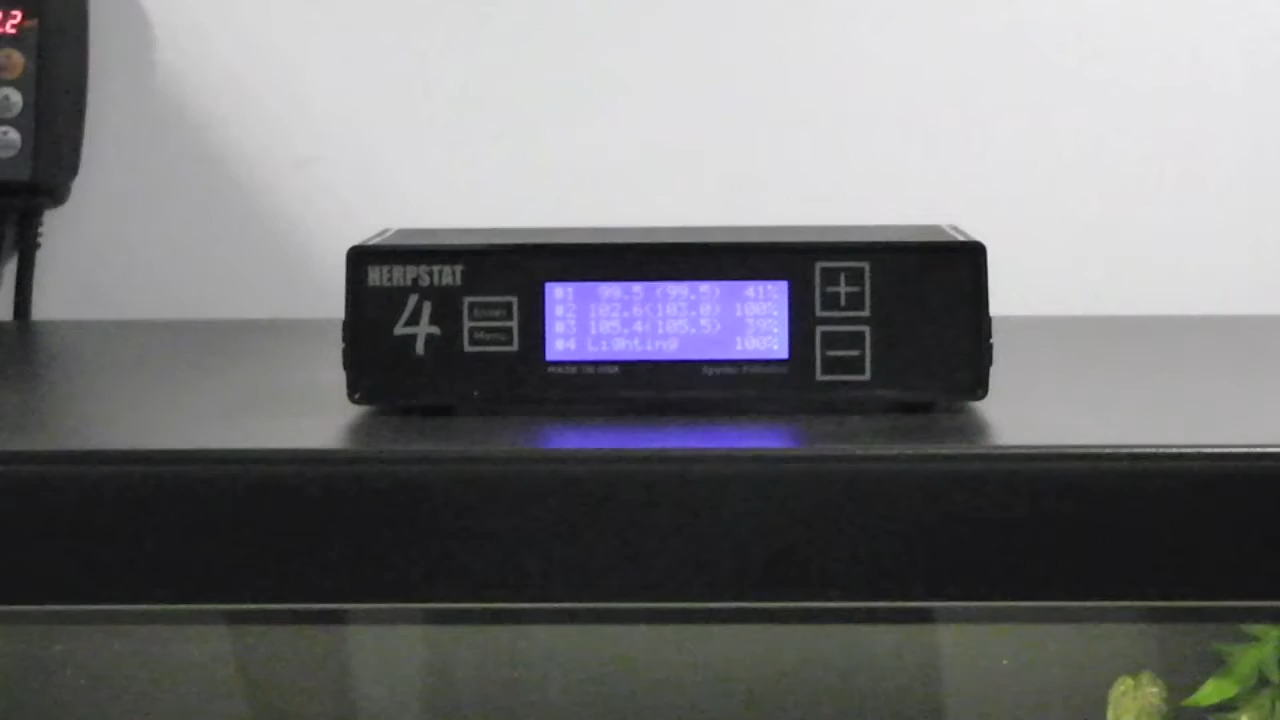 .2
HERPSTAT
4
Enter
Menu
#1 99.5 (99.5) 41%
#2 102.6(103.0) 100%
#3 105.4(105.5) 39%
#4 Lighting 100%
MADE IN USA
+
-